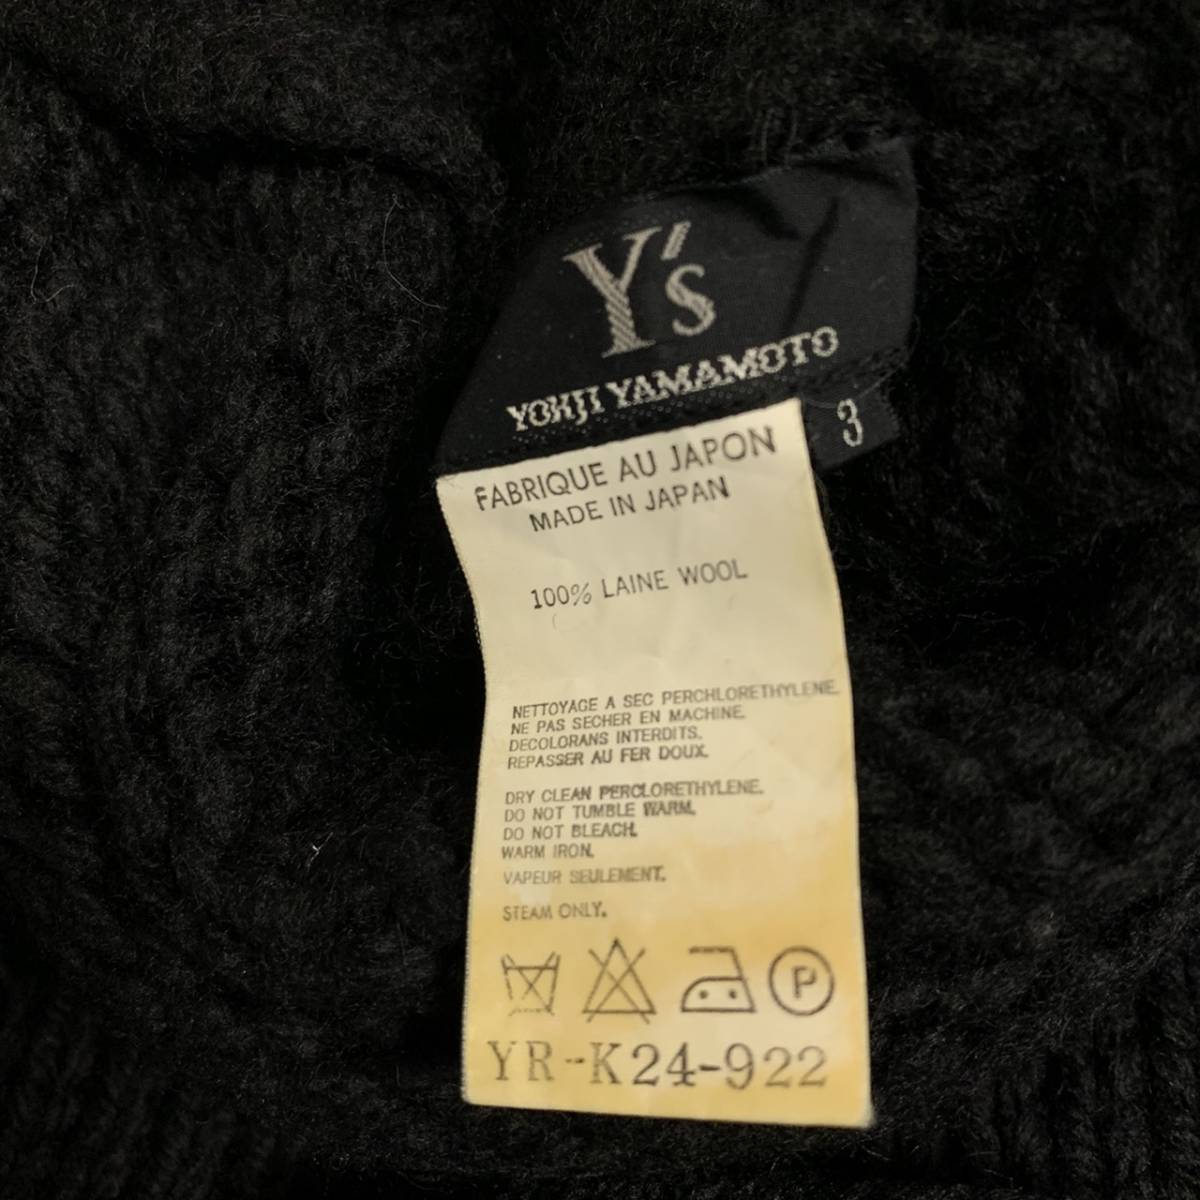 Y's
YOHJI YAMAMOTO
3
FABRIQUE AU JAPON
MADE IN JAPAN
100% LAINE WOOL
NETTOYAGE A SEC PERCHLORETHYLENE.
NE PAS SECHER EN MACHINE.
DECOLORANS INTERDITS.
REPASSER AU FER DOUX.
DRY CLEAN PERCLORETHYLENE.
DO NOT TUMBLE WARM.
DO NOT BLEACH.
WARM IRON.
VAPEUR SEULEMENT.
STEAM ONLY.
P
YR-K24-922